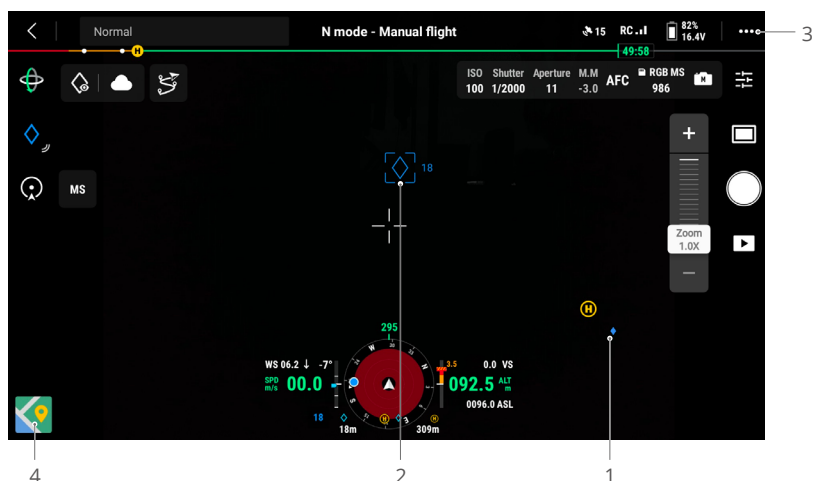 Normal
N mode - Manual flight
15
RC
82%
16.4V
3
H
49:58
ISO Shutter Aperture M.M
100 1/2000 11 -3.0
AFC
RGB MS
986
MS
18
+
Zoom
1.0X
H
295
WS 06.2 ↓ -7°
3.5
0.0 VS
SPD
m/s
00.0
092.5
ALT
m
0096.0 ASL
W
N
S
E
18
18m
H
H
309m
4
2
1